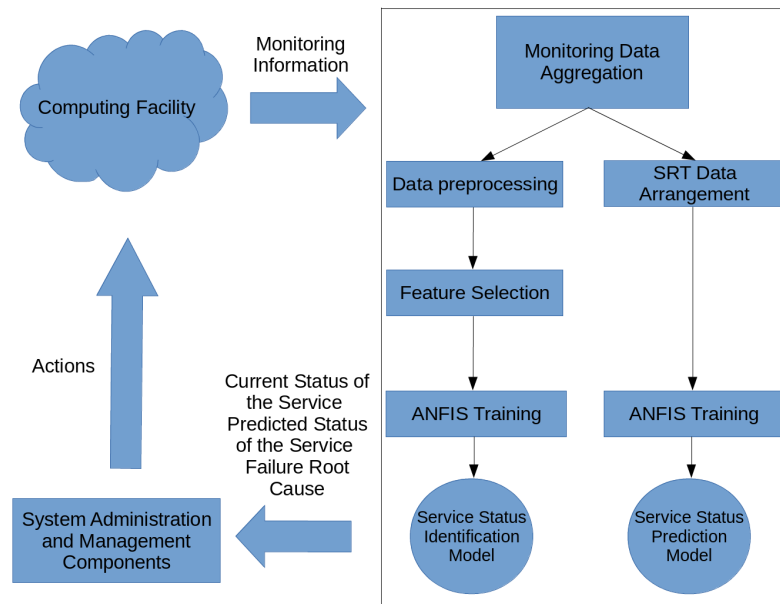 Computing Facility
Monitoring
Information
Monitoring Data
Aggregation
Data preprocessing
SRT Data
Arrangement
Feature Selection
ANFIS Training
ANFIS Training
Service Status
Identification
Model
Service Status
Prediction
Model
Current Status of
the Service
Predicted Status
of the Service
Failure Root
Cause
System Administration
and Management
Components
Actions